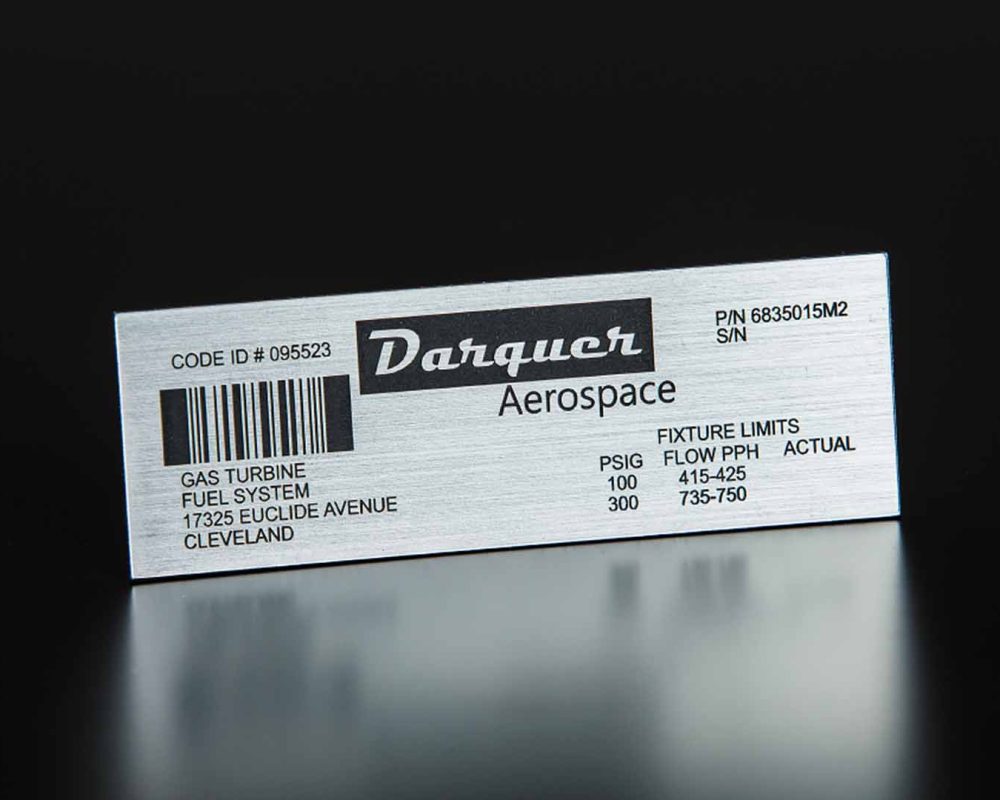 CODE ID # 095523
Darquer
Aerospace
P/N 6835015M2
S/N
GAS TURBINE
FUEL SYSTEM
17325 EUCLIDE AVENUE
CLEVELAND
FIXTURE LIMITS
PSIG FLOW PPH ACTUAL
100 415-425
300 735-750